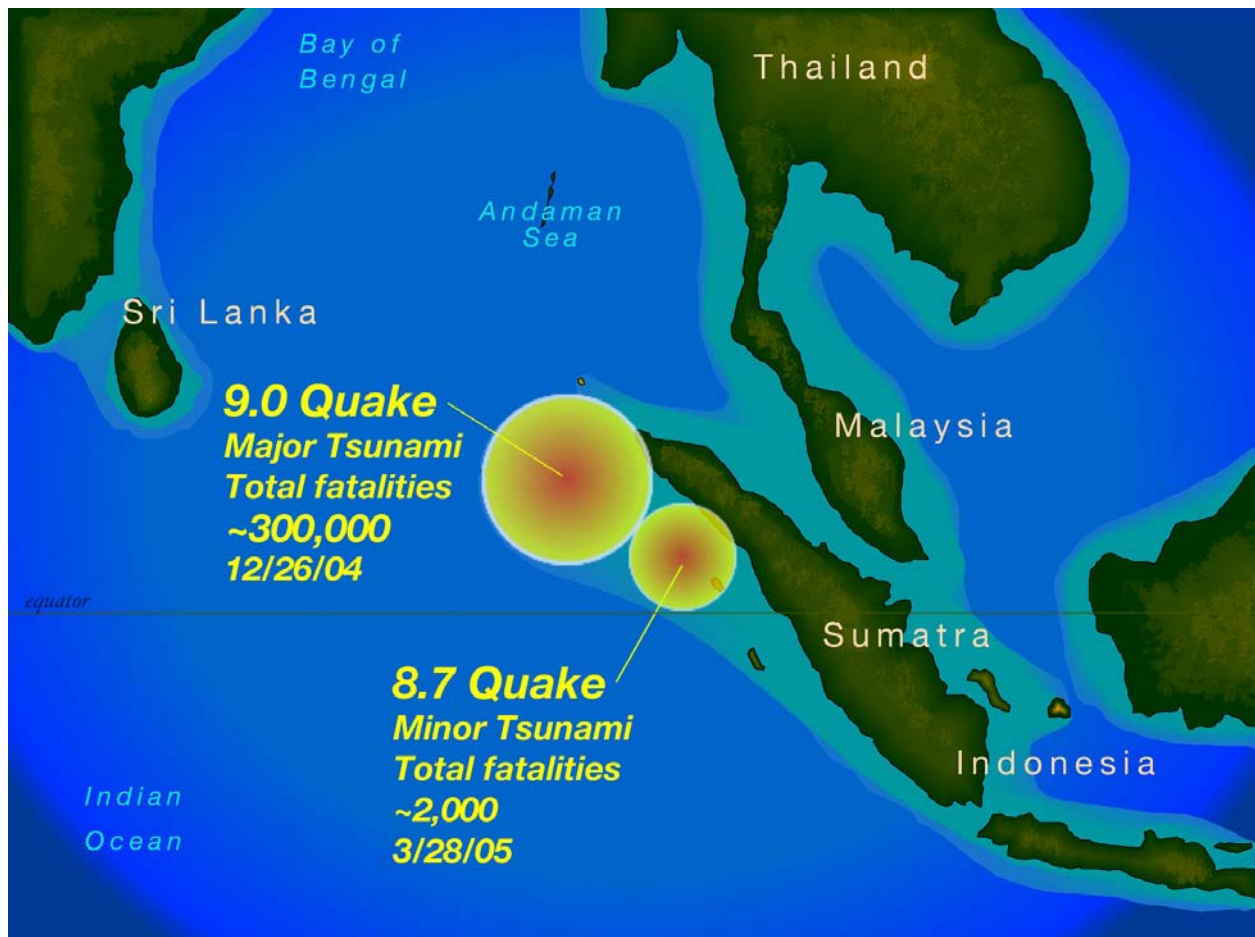 Bay of
Bengal
Thailand
Andaman
Sea
Sri Lanka
9.0 Quake
Major Tsunami
Total fatalities
~300,000
12/26/04
Malaysia
equator
Sumatra
8.7 Quake
Minor Tsunami
Total fatalities
~2,000
3/28/05
Indonesia
Indian
Ocean